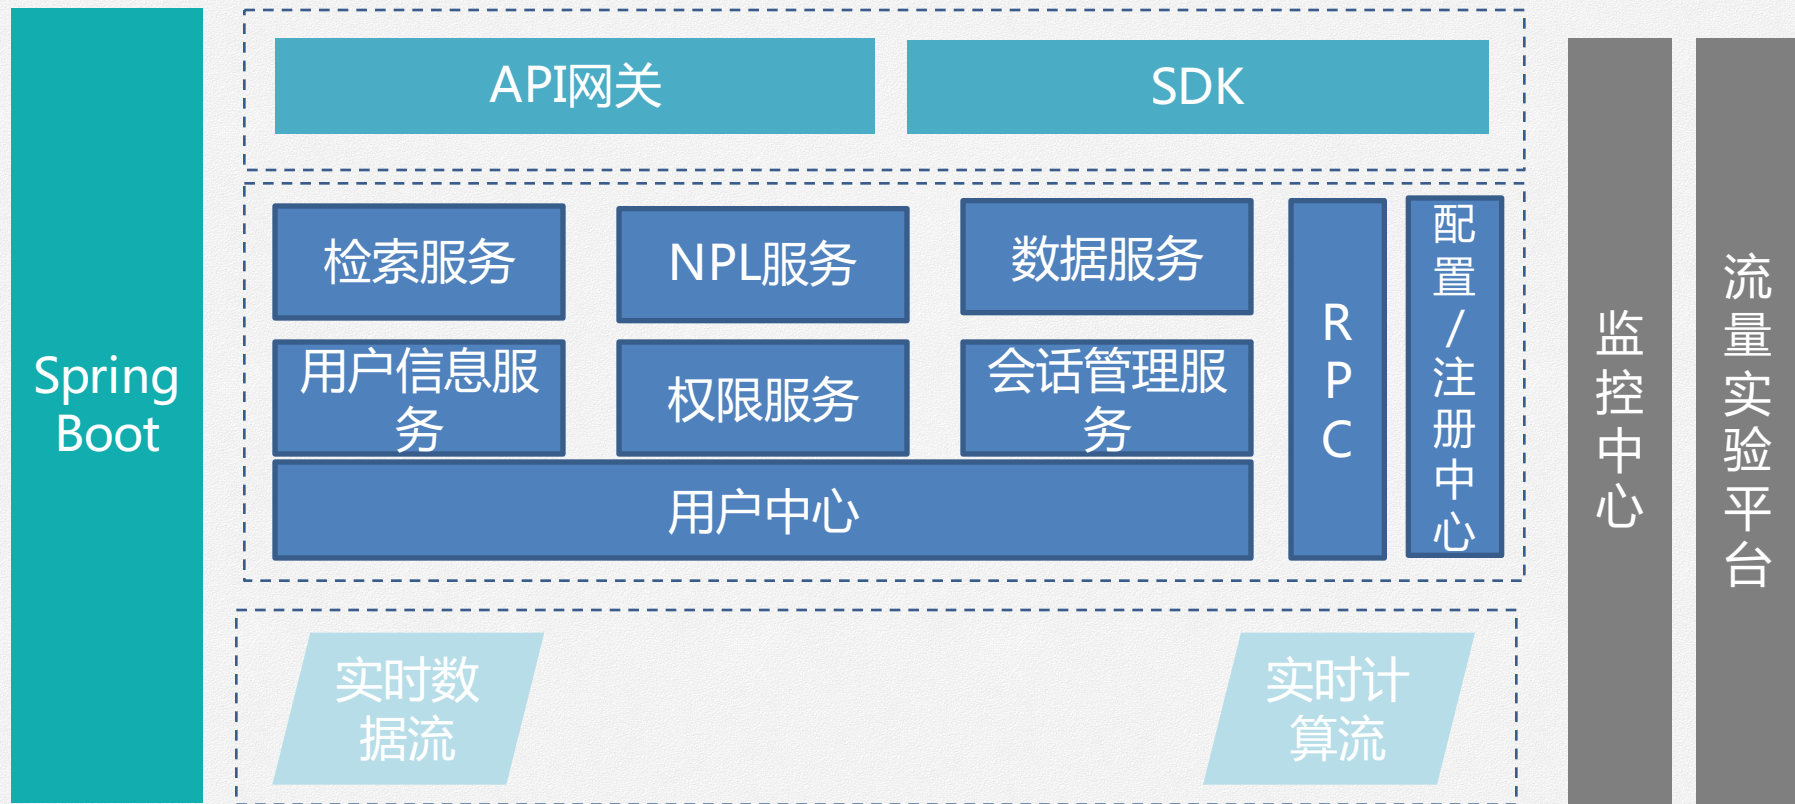 Spring
Boot
API网关
SDK
检索服务
NPL服务
数据服务
用户信息服
务
权限服务
会话管理服
务
用户中心
R
P
C
配
置
/
注
册
中
心
实时数
据流
实时计
算流
监
控
中
心
流
量
实
验
平
台